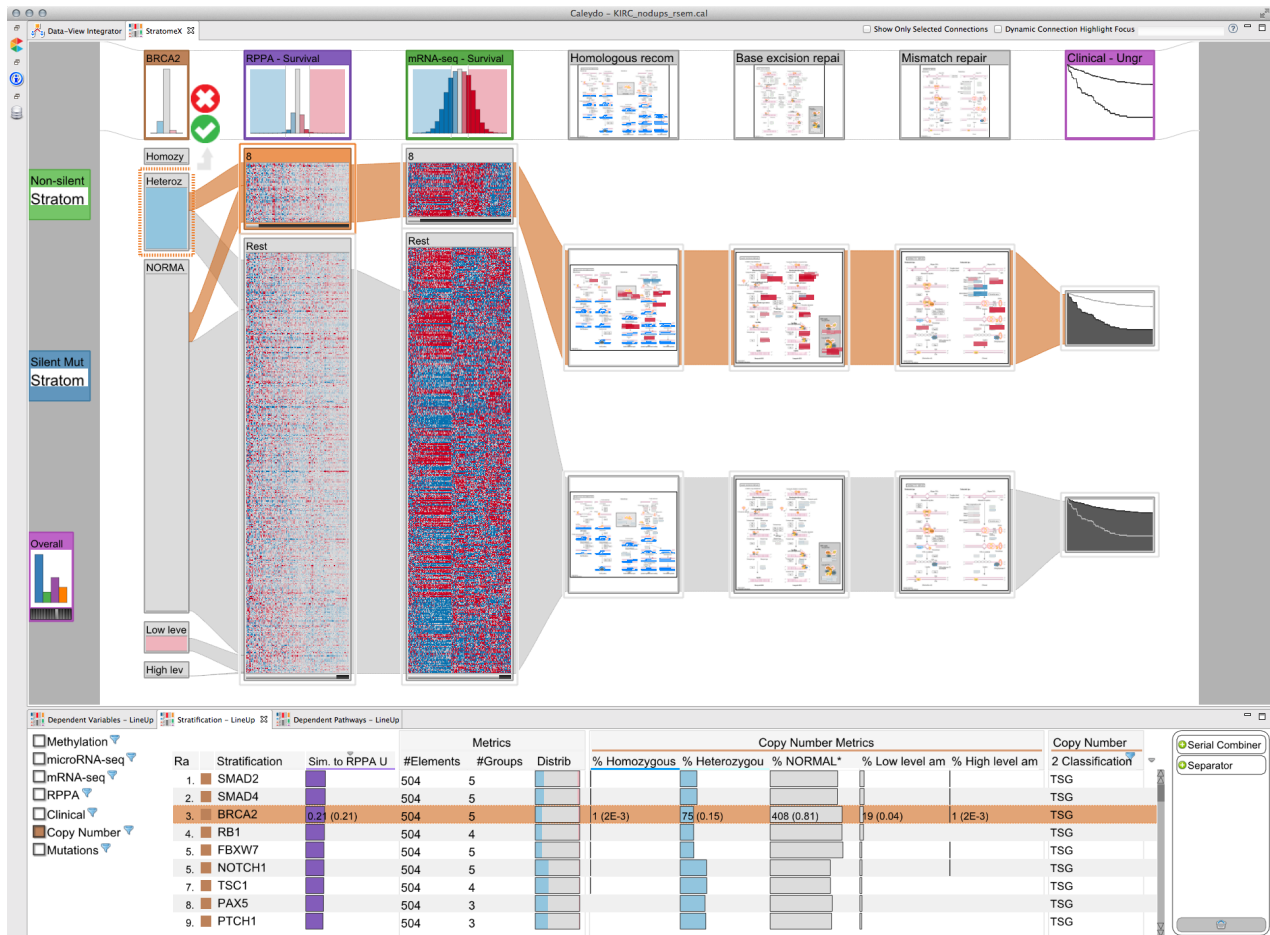 Caleydo - KIRC_nodups_rsem.cal
Data-View Integrator
StratomeX
Show Only Selected Connections
Dynamic Connection Highlight Focus
BRCA2
RPPA - Survival
mRNA-seq - Survival
Homologous recom
Base excision repai
Mismatch repair
Clinical - Ungr
Homozy
8
8
Non-silent
Stratom
Heteroz
Rest
Rest
NORMA
Silent Mut
Stratom
Overall
Low leve
High lev
Dependent Variables - LineUp
Stratification - LineUp
Dependent Pathways - LineUp
Methylation
microRNA-seq
mRNA-seq
RPPA
Clinical
Copy Number
Mutations
Metrics
Copy Number Metrics
Copy Number
Ra Stratification Sim. to RPPA U #Elements #Groups Distrib % Homozygous % Heterozygou % NORMAL* % Low level am % High level am 2 Classification
1. SMAD2 504 5 TSG
2. SMAD4 504 5 TSG
3. BRCA2 0.21 (0.21) 504 5 1 (2E-3) 75 (0.15) 408 (0.81) 19 (0.04) 1 (2E-3) TSG
4. RB1 504 4 TSG
5. FBXW7 504 5 TSG
5. NOTCH1 504 5 TSG
7. TSC1 504 4 TSG
8. PAX5 504 3 TSG
9. PTCH1 504 3 TSG
Serial Combiner
Separator